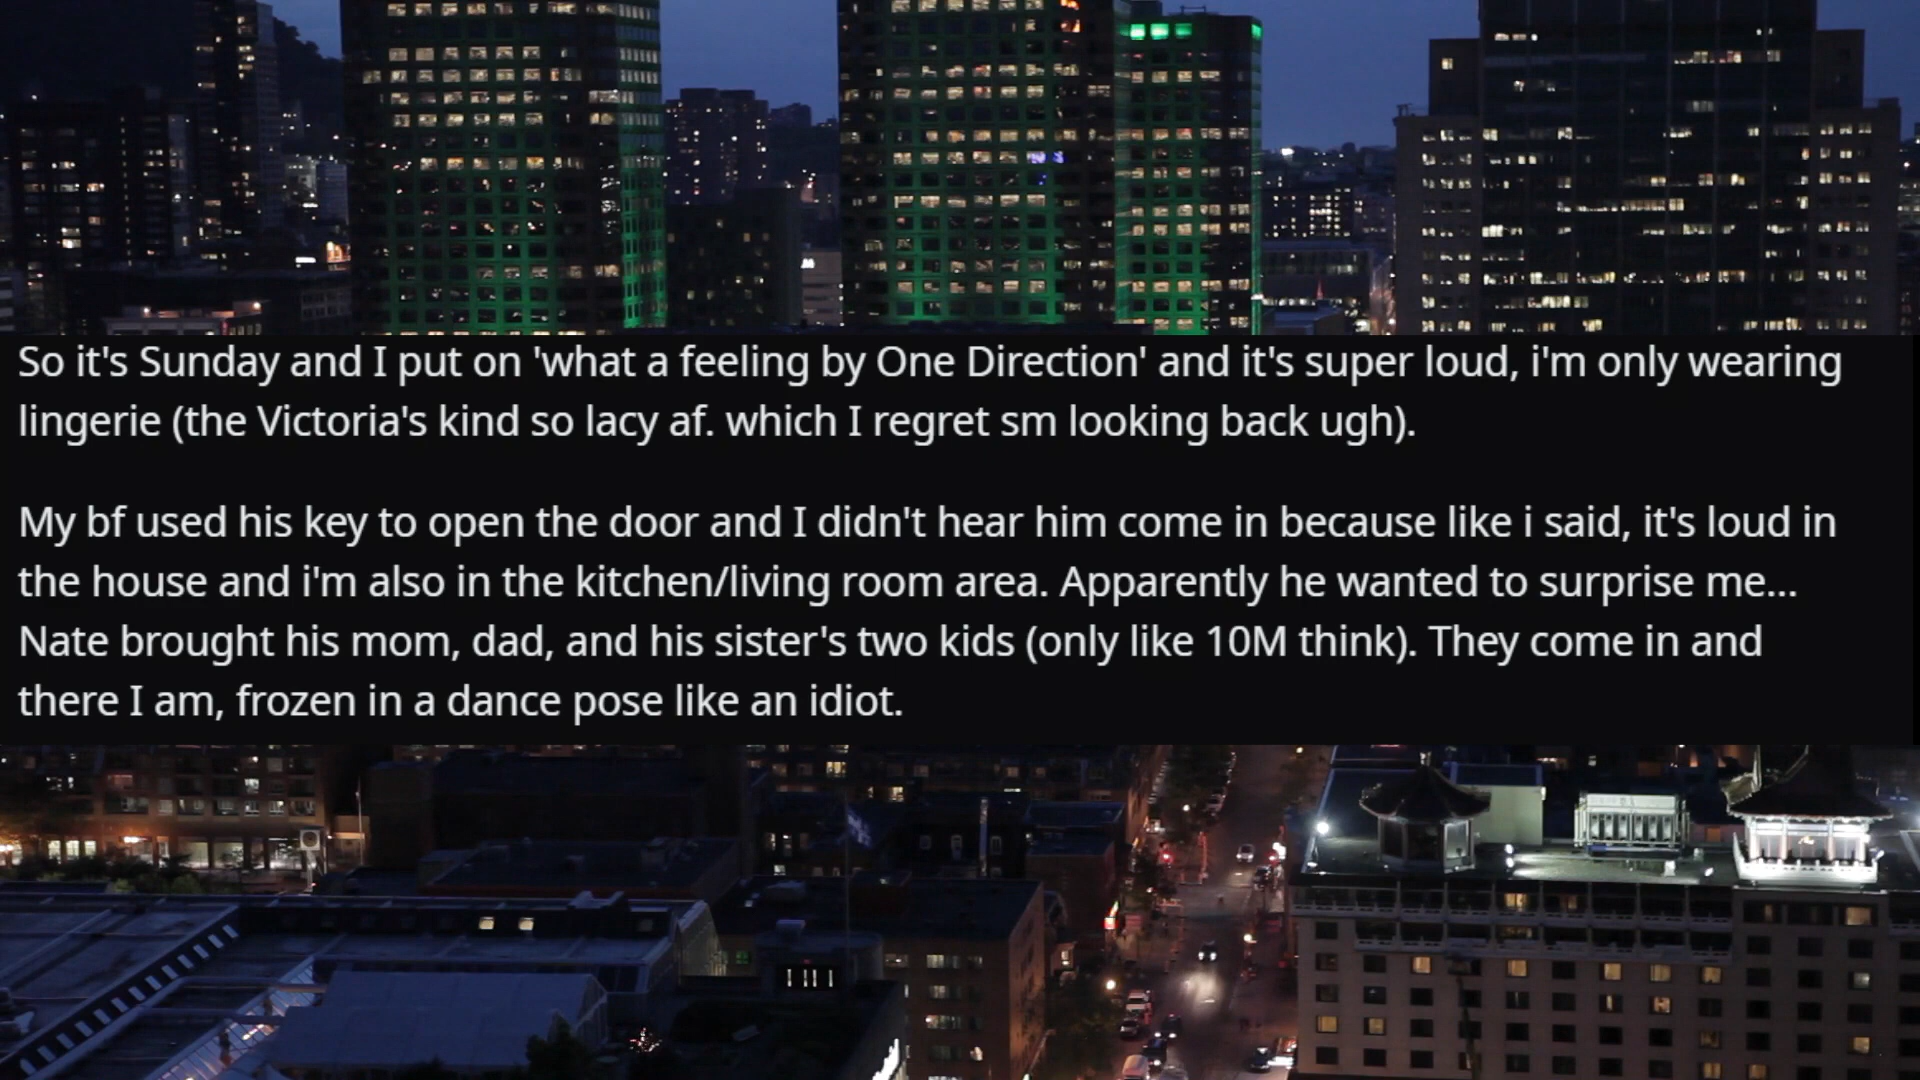 So it's Sunday and I put on 'what a feeling by One Direction' and it's super loud, i'm only wearing
lingerie (the Victoria's kind so lacy af. which I regret sm looking back ugh).
My bf used his key to open the door and I didn't hear him come in because like i said, it's loud in
the house and i'm also in the kitchen/living room area. Apparently he wanted to surprise me...
Nate brought his mom, dad, and his sister's two kids (only like 10M think). They come in and
there I am, frozen in a dance pose like an idiot.